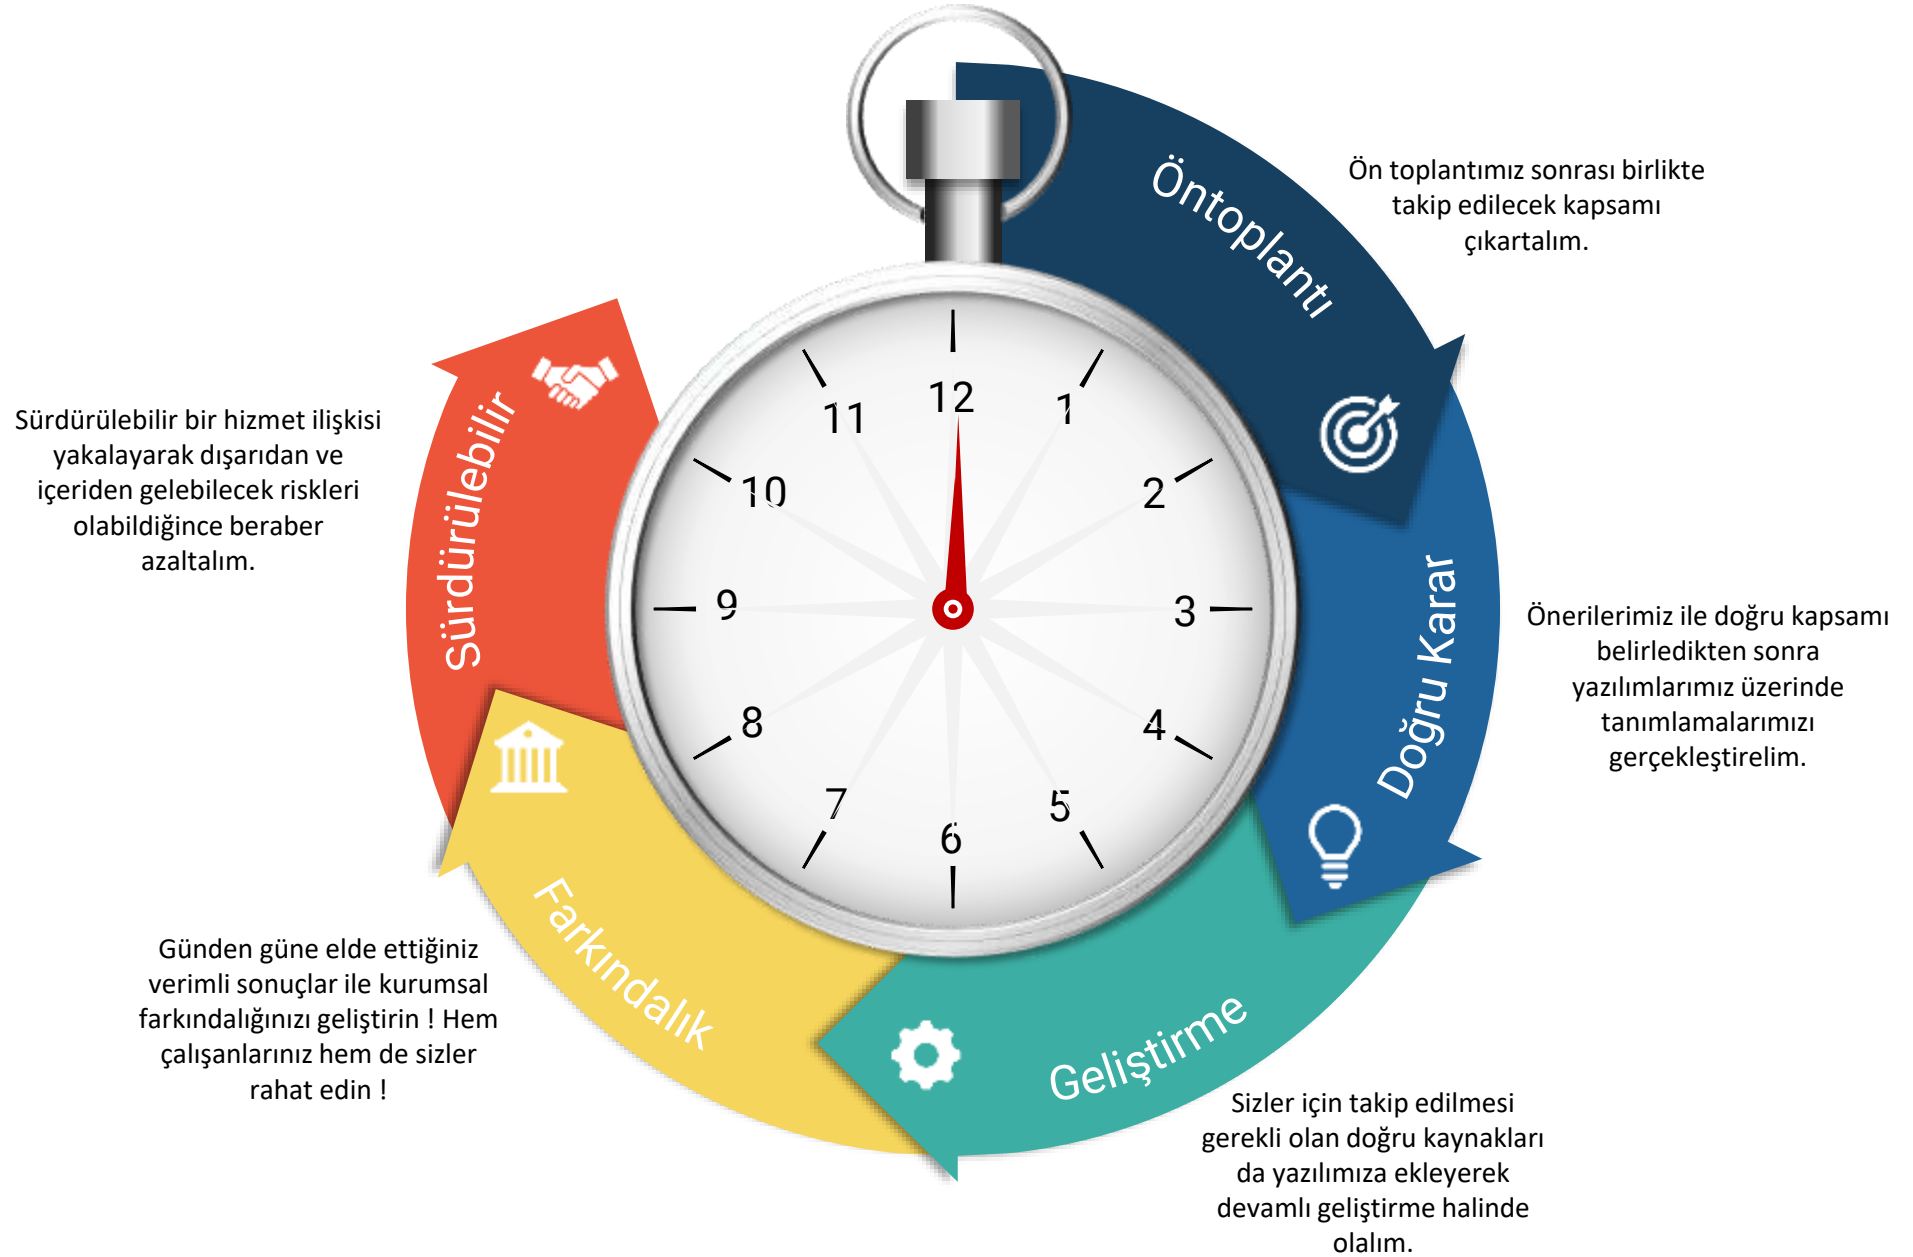 Öntoplantı
Ön toplantımız sonrası birlikte
takip edilecek kapsamı
çıkartalım.
Doğru Karar
Önerilerimiz ile doğru kapsamı
belirledikten sonra
yazılımlarımız üzerinde
tanımlamalarımızı
gerçekleştirelim.
Geliştirme
Sizler için takip edilmesi
gerekli olan doğru kaynakları
da yazılımıza ekleyerek
devamlı geliştirme halinde
olalım.
Farkındalık
Günden güne elde ettiğiniz
verimli sonuçlar ile kurumsal
farkındalığınızı geliştirin ! Hem
çalışanlarınız hem de sizler
rahat edin !
Sürdürülebilir
Sürdürülebilir bir hizmet ilişkisi
yakalayarak dışarıdan ve
içeriden gelebilecek riskleri
olabildiğince beraber
azaltalım.
12
1
2
3
4
5
6
7
8
9
10
11